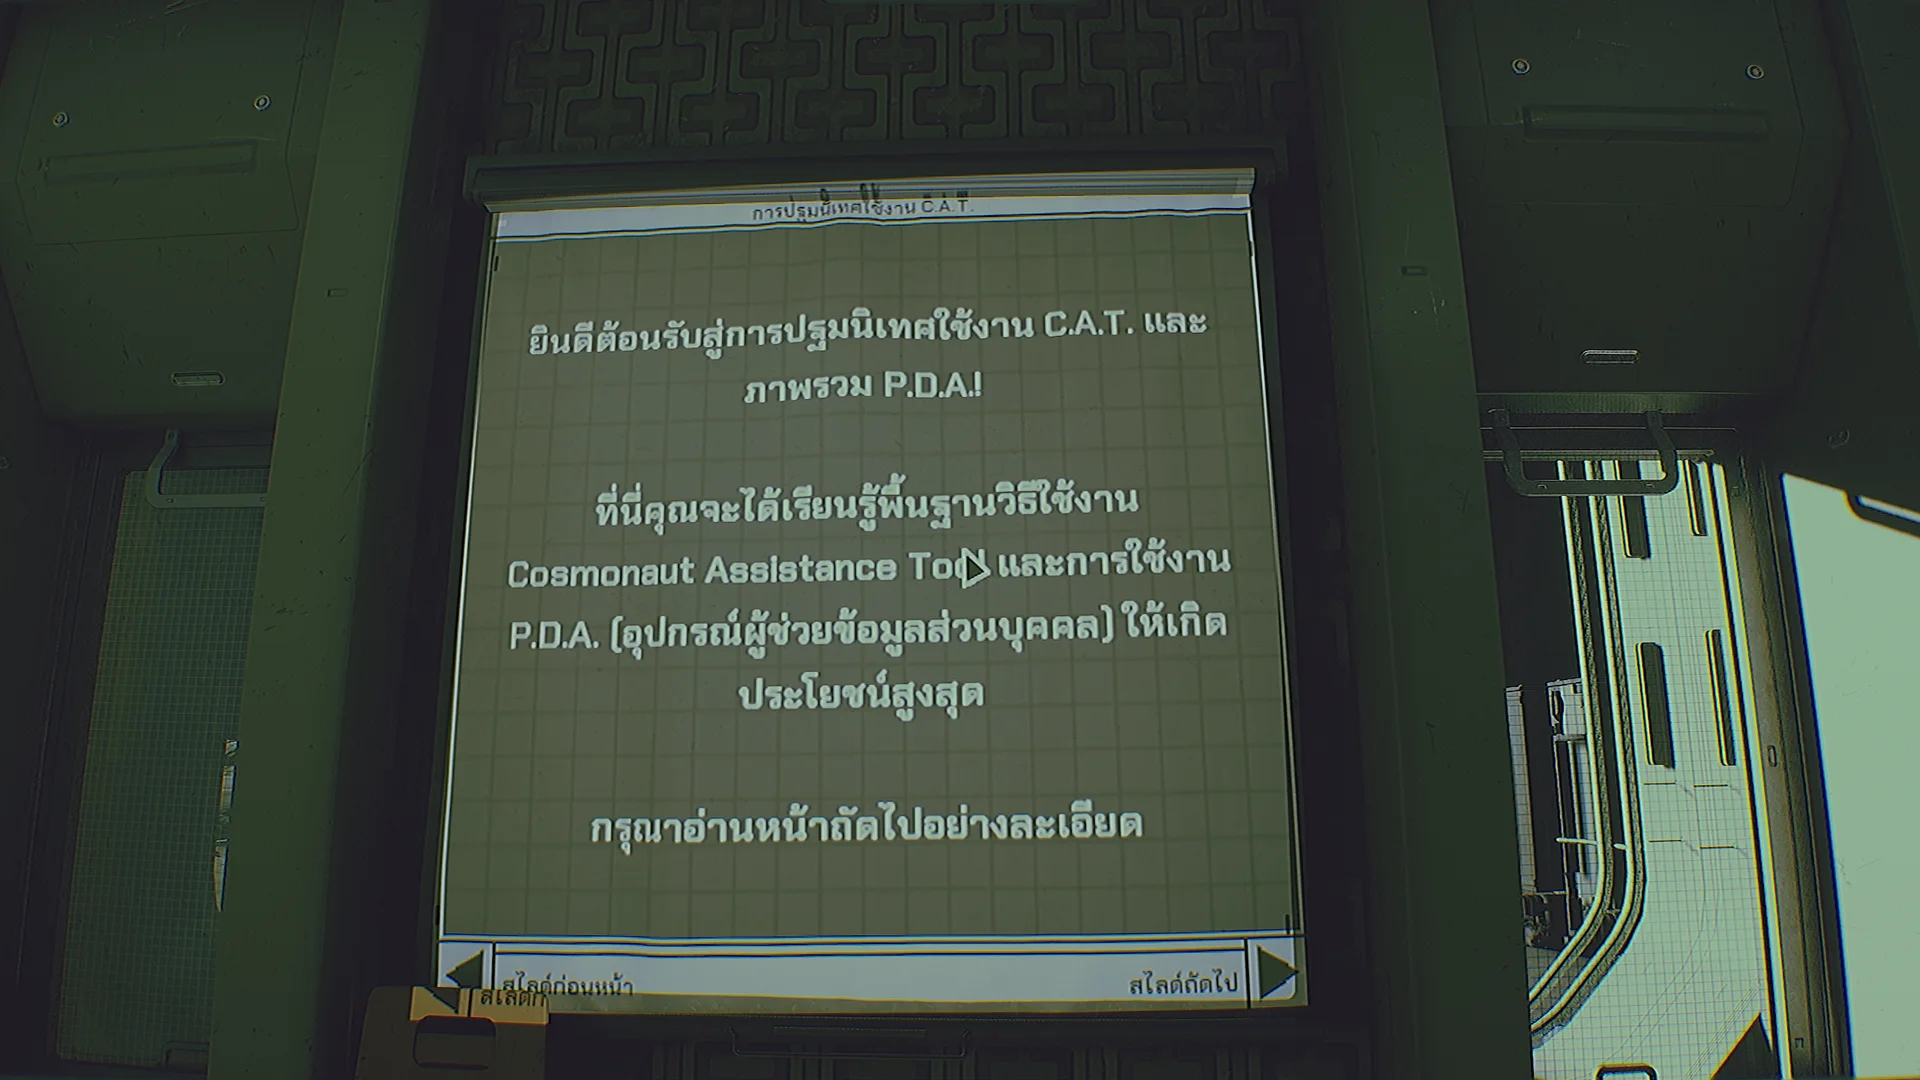 การปฐมนิเทศใช้งาน C.A.T.
ยินดีต้อนรับสู่การปฐมนิเทศใช้งาน C.A.T. และ
ภาพรวม P.D.A.!
ที่นี่คุณจะได้เรียนรู้พื้นฐานวิธีใช้งาน
Cosmonaut Assistance Tool และการใช้งาน
P.D.A. (อุปกรณ์ผู้ช่วยข้อมูลส่วนบุคคล) ให้เกิด
ประโยชน์สูงสุด
กรุณาอ่านหน้าถัดไปอย่างละเอียด
สไลด์ก่อนหน้า
สไลด์ถัดไป